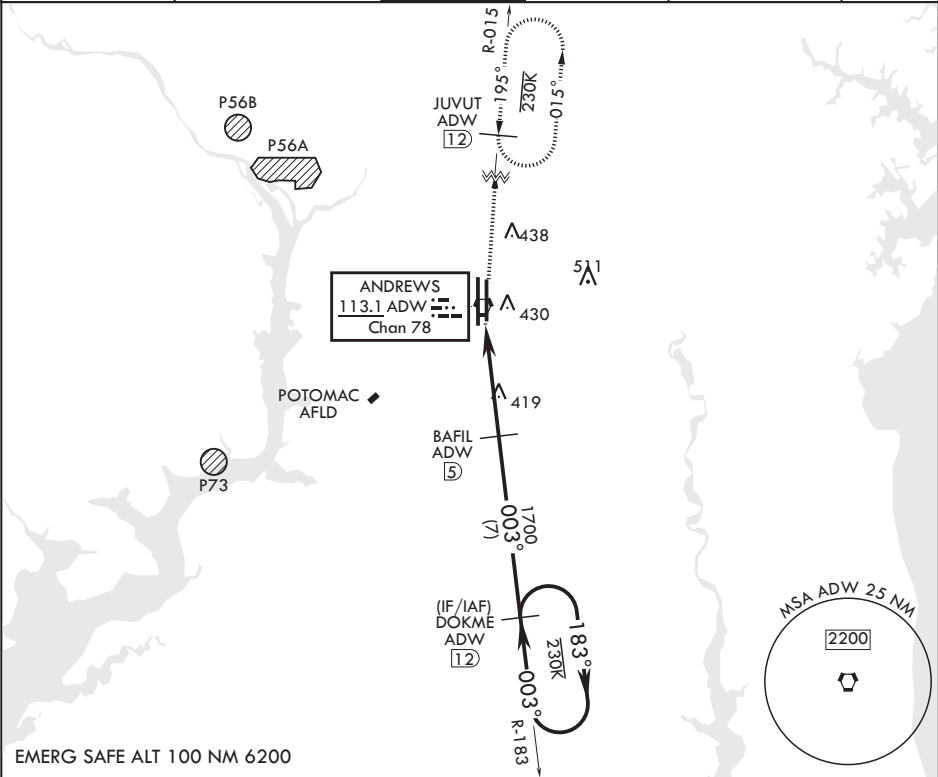 R-015
195°
230K
015°
JUVUT
ADW
12
P56B
P56A
438
511
ANDREWS
113.1 ADW
Chan 78
430
POTOMAC
AFLD
419
BAFIL
ADW
5
P73
1700
003°
(7)
(IF/IAF)
DOKME
ADW
12
183°
230K
003°
R-183
MSA ADW 25 NM
2200
EMERG SAFE ALT 100 NM 6200